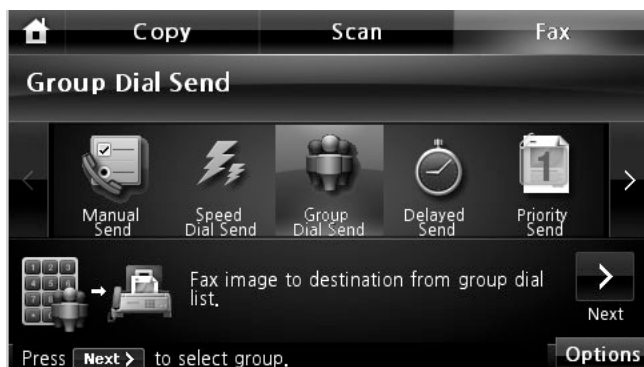 Copy Scan Fax
Group Dial Send
Manual Send
Speed Dial Send
Group Dial Send
Delayed Send
1
Priority Send
Fax image to destination from group dial
list.
Next
Press Next > to select group.
Options